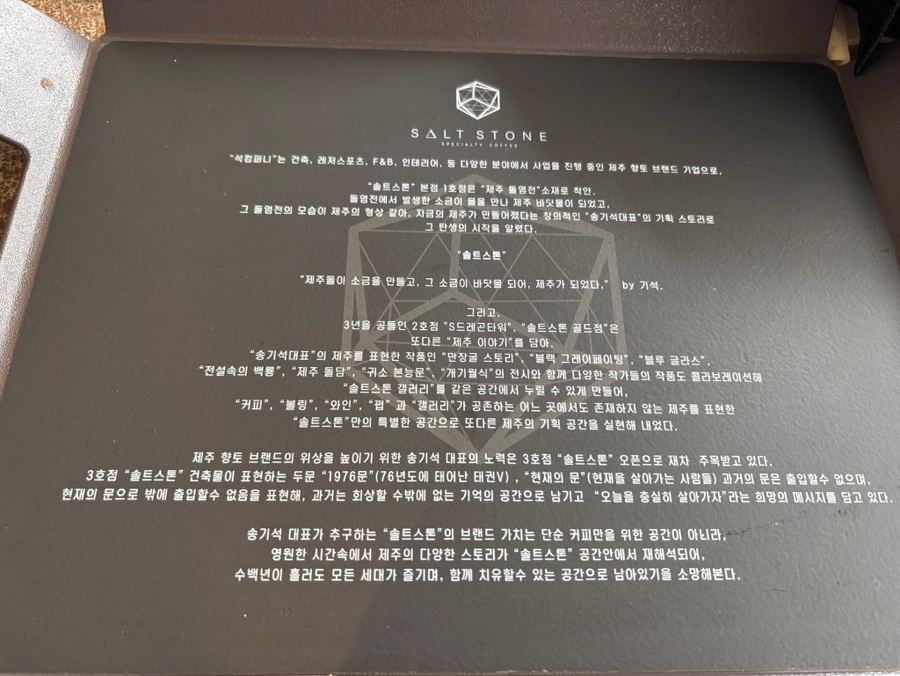 SALT STONE
SPECIALTY COFFEE
"석컴퍼니"는 건축, 레저스포츠, F&B, 인테리어, 등 다양한 분야에서 사업을 진행 중인 제주 향토 브랜드 기업으로,
"솔트스톤" 본점 1호점은 "제주 돌염전"소재로 착안,
돌염전에서 발생한 소금이 물을 만나 제주 바닷물이 되었고,
그 돌염전의 모습이 제주의 형상 같아, 지금의 제주가 만들어졌다는 창의적인 "송기석대표"의 기획 스토리로
그 탄생의 시작을 알렸다.
"솔트스톤"
"제주돌이 소금을 만들고, 그 소금이 바닷물 되어, 제주가 되었다." by 기석.
그리고.
3년을 공들인 2호점 "S드레곤타워", "솔트스톤 골드점"은
또다른 "제주 이야기"를 담아,
"송기석대표"의 제주를 표현한 작품인 "만장굴 스토리", "블랙 그레이페이팅", "블루 글라스",
"전설속의 백룡", "제주 돌담", "귀소 본능문", "개기월식"의 전시와 함께 다양한 작가들의 작품도 콜라보레이션해
"솔트스톤 갤러리"를 같은 공간에서 누릴 수 있게 만들어,
"커피", "볼링", "와인", "펍" 과 "갤러리"가 공존하는 어느 곳에서도 존재하지 않는 제주를 표현한
"솔트스톤"만의 특별한 공간으로 또다른 제주의 기획 공간을 실현해 내었다.
제주 향토 브랜드의 위상을 높이기 위한 송기석 대표의 노력은 3호점 "솔트스톤" 오픈으로 재차 주목받고 있다.
3호점 "솔트스톤" 건축물이 표현하는 두문 "1976문"(76년도에 태어난 태권V) , "현재의 문"(현재을 살아가는 사람들) 과거의 문은 출입할수 없으며,
현재의 문으로 밖에 출입할수 없음을 표현해, 과거는 회상할 수밖에 없는 기억의 공간으로 남기고 "오늘을 충실히 살아가자"라는 희망의 메시지를 담고 있다.
송기석 대표가 추구하는 "솔트스톤"의 브랜드 가치는 단순 커피만을 위한 공간이 아니라,
영원한 시간속에서 제주의 다양한 스토리가 "솔트스톤" 공간안에서 재해석되어,
수백년이 흘러도 모든 세대가 즐기며, 함께 치유할수 있는 공간으로 남아있기을 소망해본다.